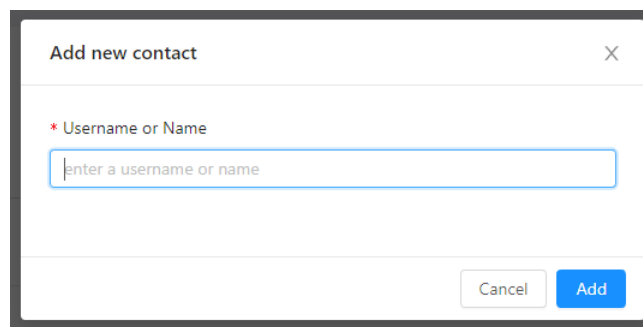 Add new contact
* Username or Name
enter a username or name
Cancel Add